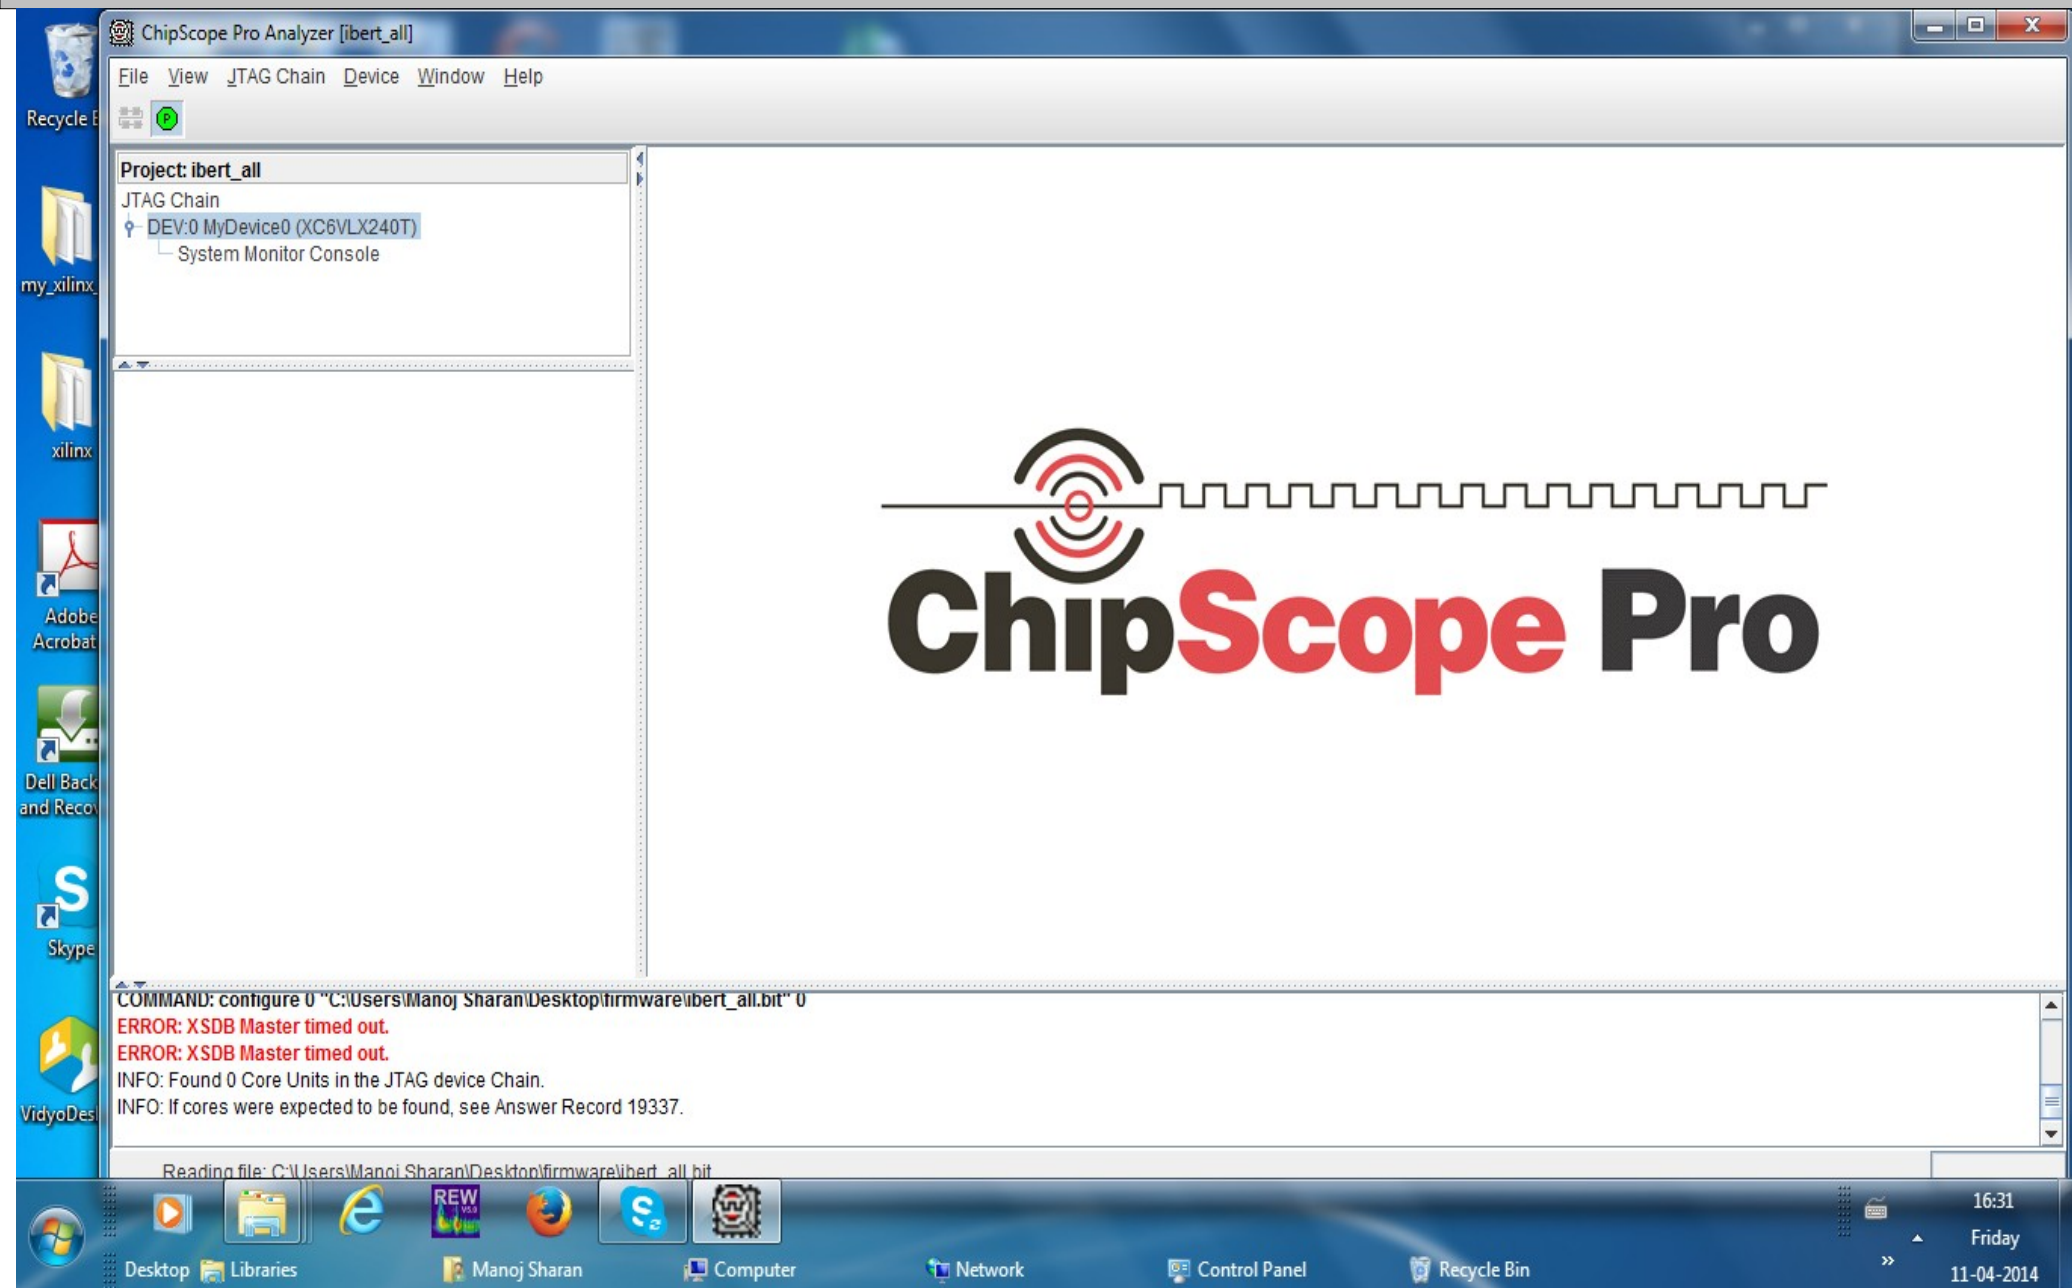 ChipScope Pro Analyzer [ibert_all]
File View JTAG Chain Device Window Help
P
Project: ibert_all
JTAG Chain
DEV:0 MyDevice0 (XC6VLX240T)
System Monitor Console
Recycle
my_xilinx_
xilinx
Adobe
Acrobat
Dell Back
and Recov
Skype
VidyoDes
ChipScope Pro
COMMAND: configure 0 "C:\Users\Manoj Sharan\Desktop\firmware\ibert_all.bit" 0
ERROR: XSDB Master timed out.
ERROR: XSDB Master timed out.
INFO: Found 0 Core Units in the JTAG device Chain.
INFO: If cores were expected to be found, see Answer Record 19337.
Reading file: C:\Users\Manoj Sharan\Desktop\firmware\ibert_all.bit
REW
V5.0
16:31
Friday
11-04-2014
Desktop Libraries Manoj Sharan Computer Network Control Panel Recycle Bin »